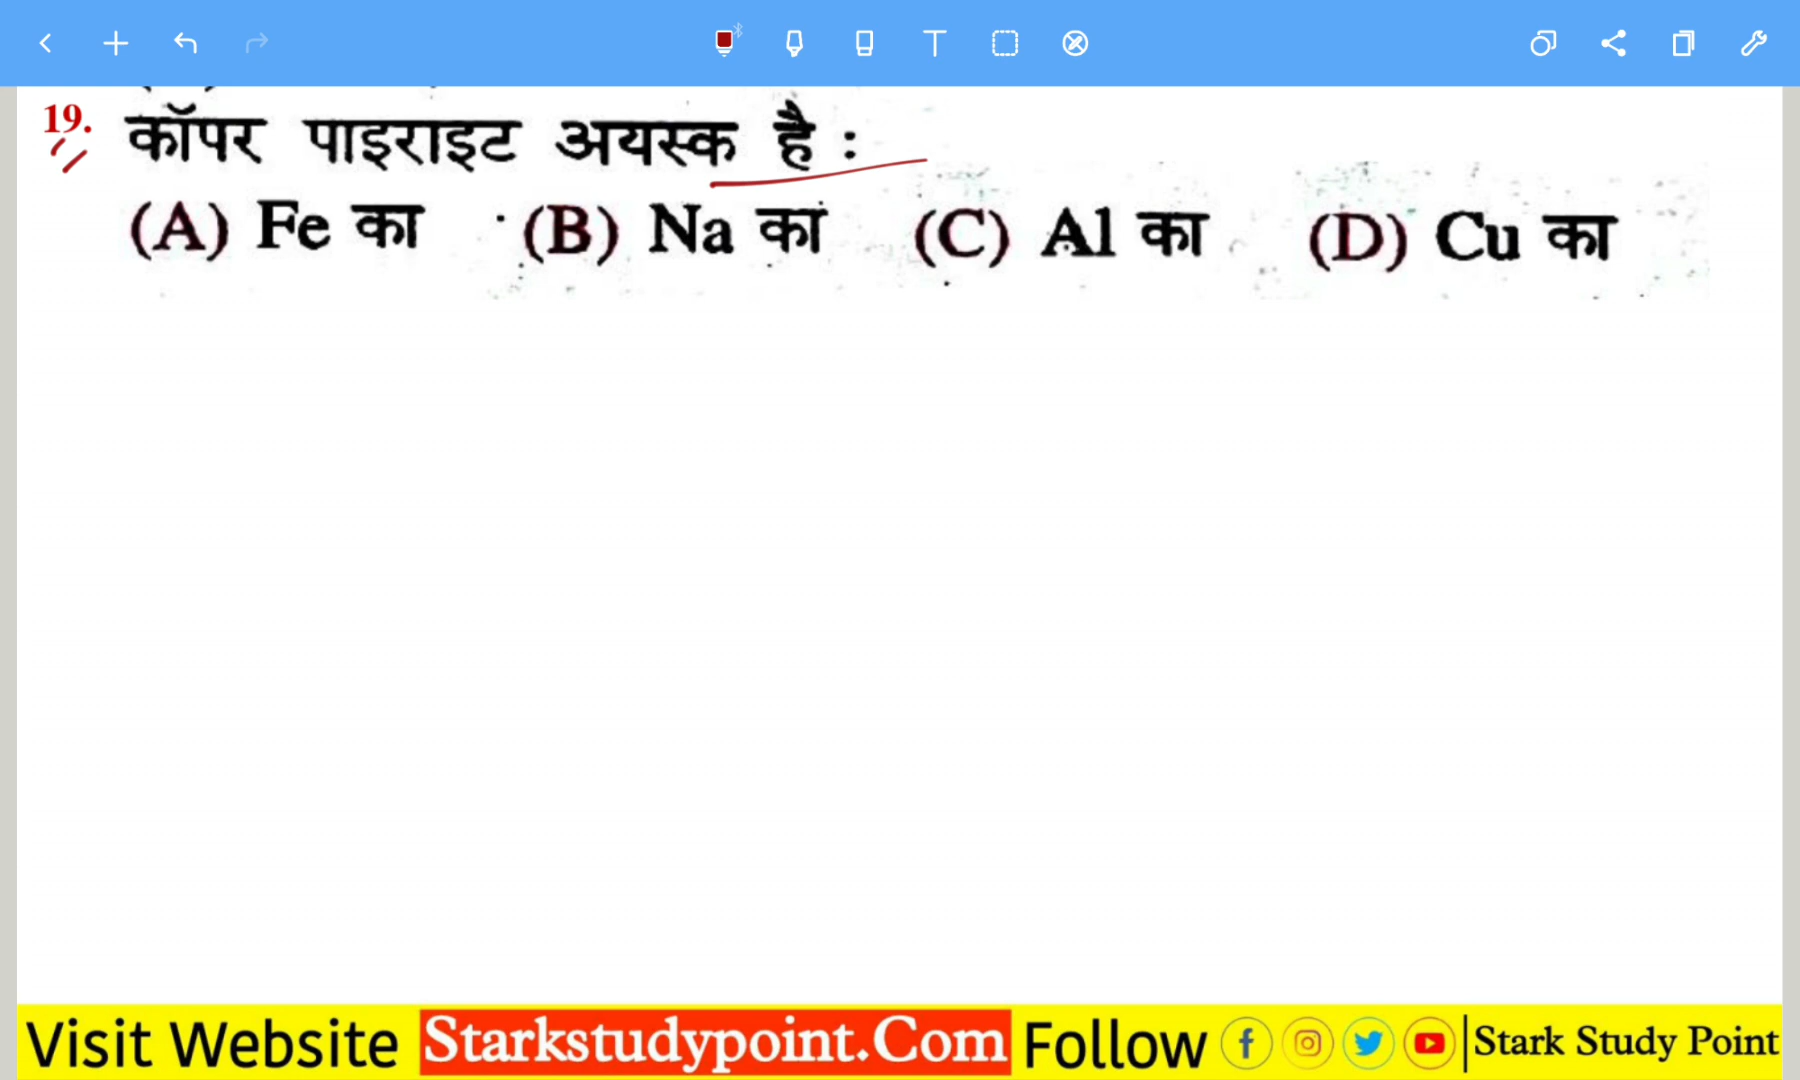 19. कॉपर पाइराइट अयस्क है :
(A) Fe का (B) Na का (C) Al का (D) Cu का
Visit Website Starkstudypoint.Com Follow Stark Study Point